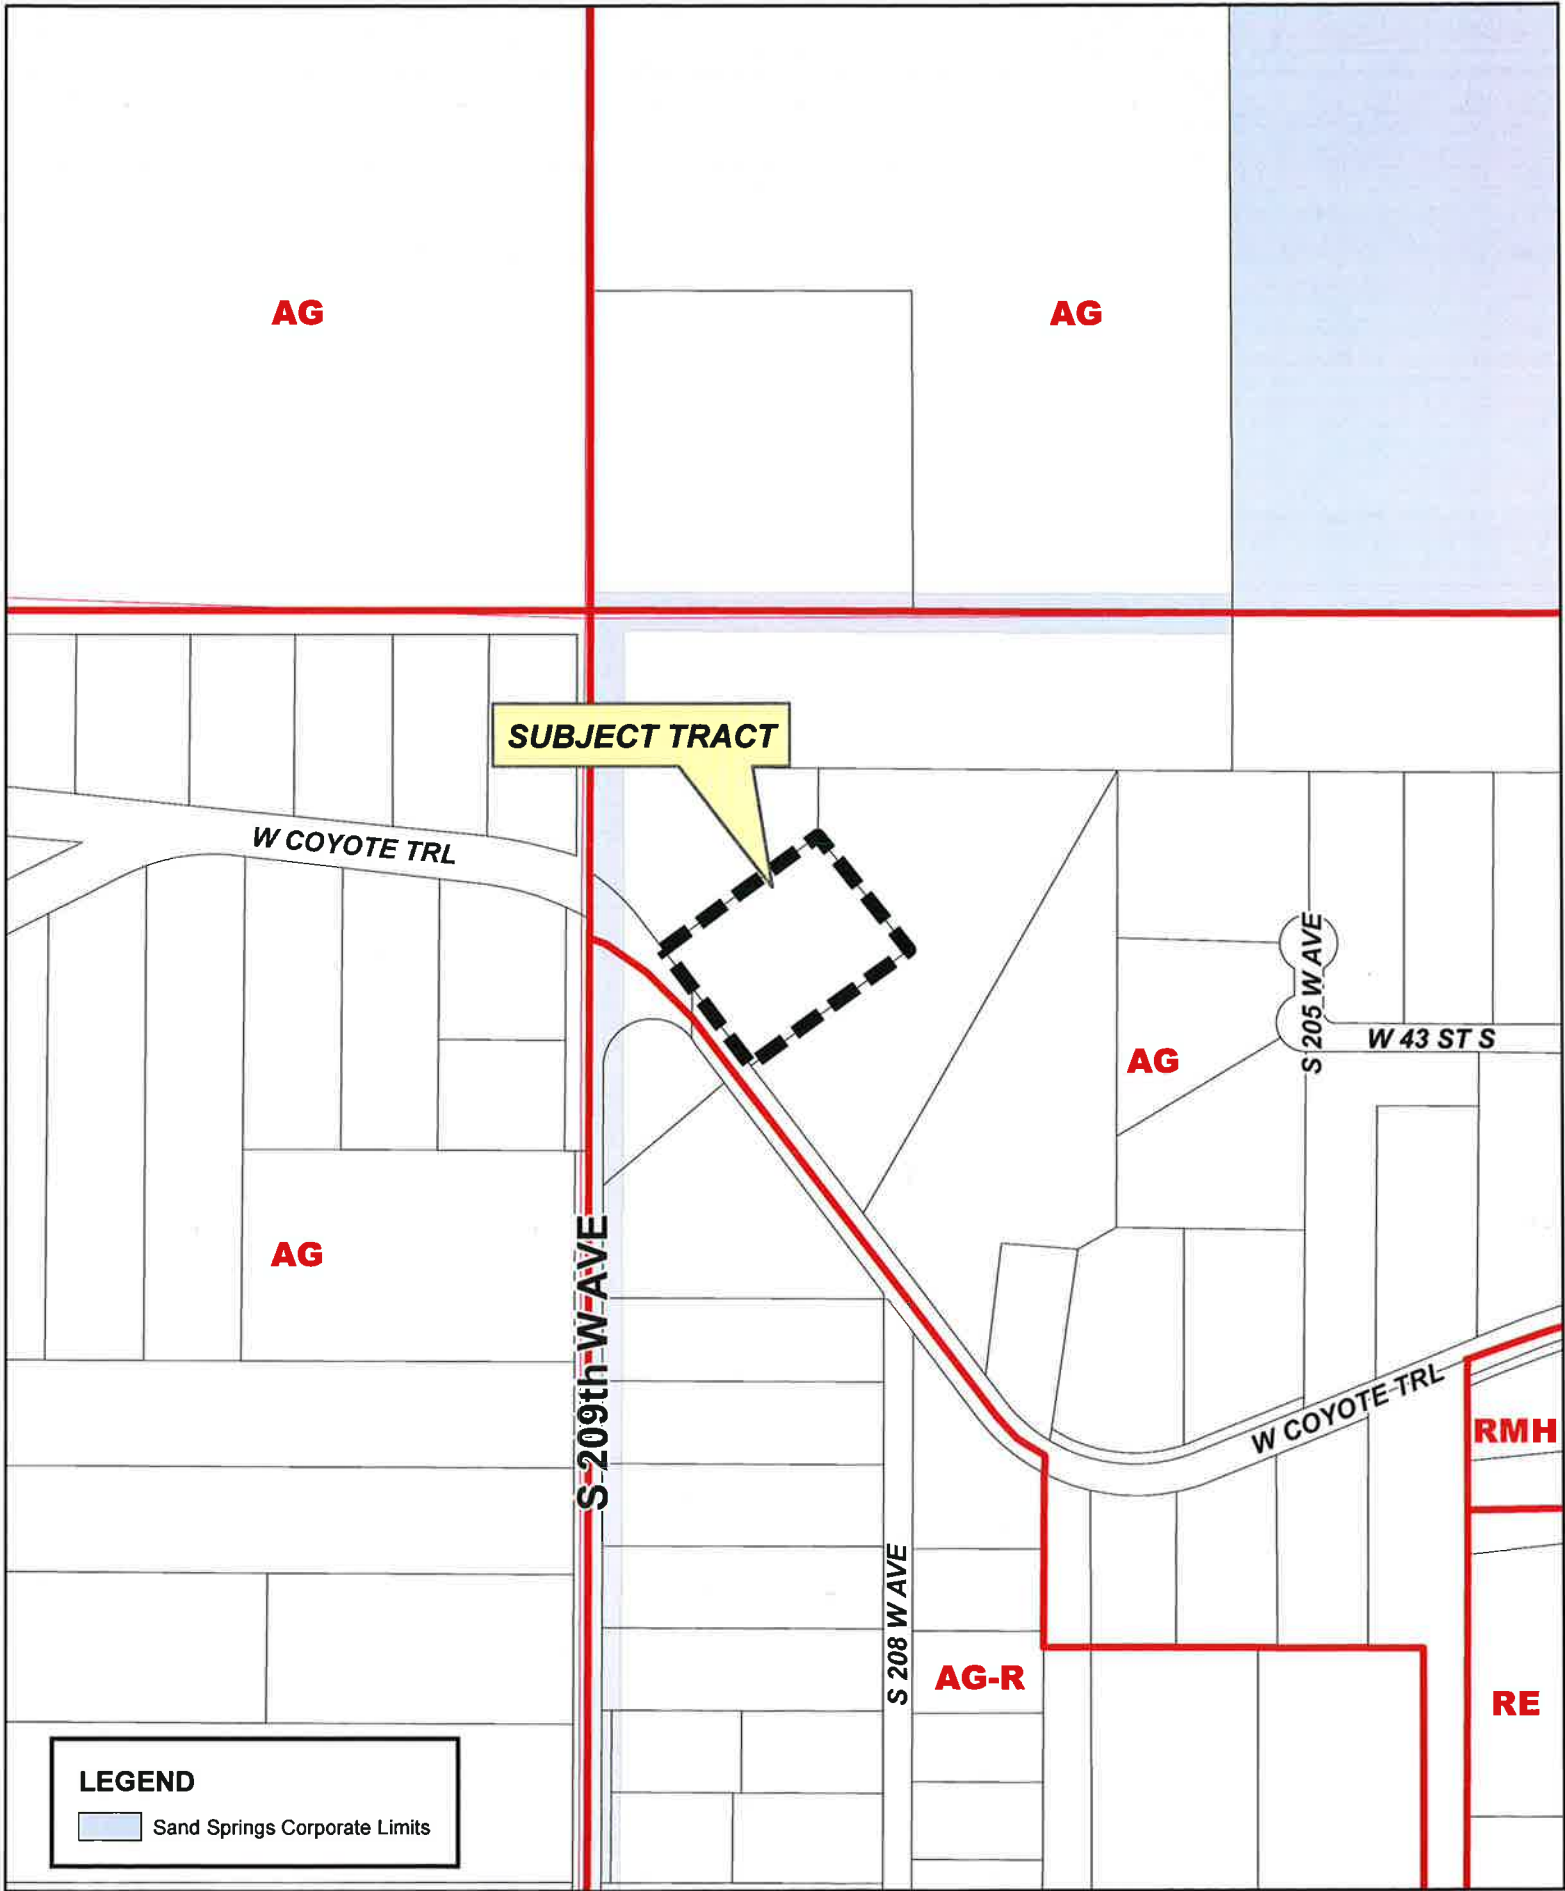 AG
AG
SUBJECT TRACT
W COYOTE TRL
S 205 W AVE
W 43 ST S
AG
AG
S 209th W AVE
W COYOTE TRL
RMH
S 208 W AVE
AG-R
RE
LEGEND
Sand Springs Corporate Limits